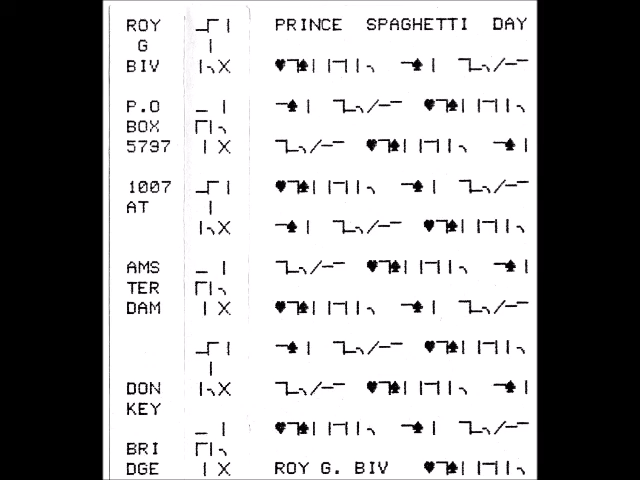 ROY PRINCE SPAGHETTI DAY
G
BIV
P.O
BOX
5797
1007
AT
AMS
TER
DAM
DON
KEY
BRI
DGE ROY G. BIV